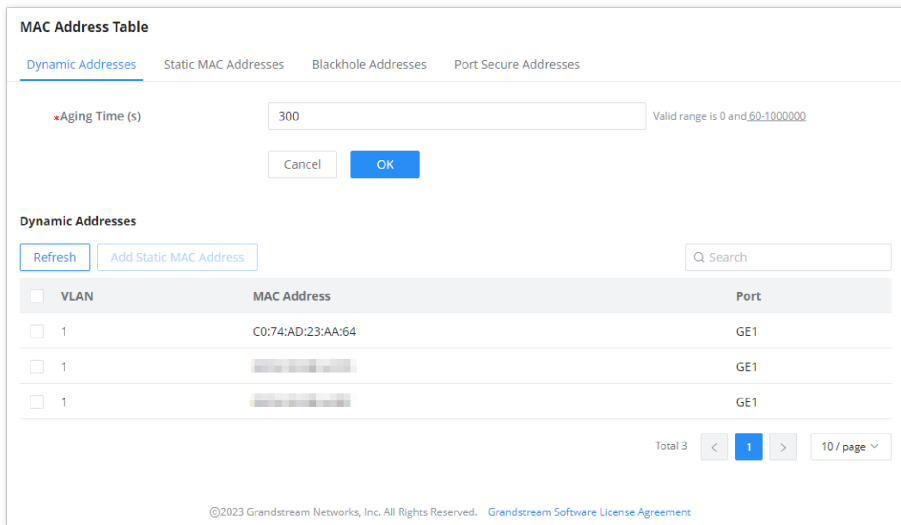 MAC Address Table
Dynamic Addresses Static MAC Addresses Blackhole Addresses Port Secure Addresses
*Aging Time (s) 300 Valid range is 0 and 60-1000000
Cancel OK
Dynamic Addresses
Refresh Add Static MAC Address Search
VLAN MAC Address Port
1 C0:74:AD:23:AA:64 GE1
1 GE1
1 GE1
Total 3 < 1 > 10 / page
©2023 Grandstream Networks, Inc. All Rights Reserved. Grandstream Software License Agreement